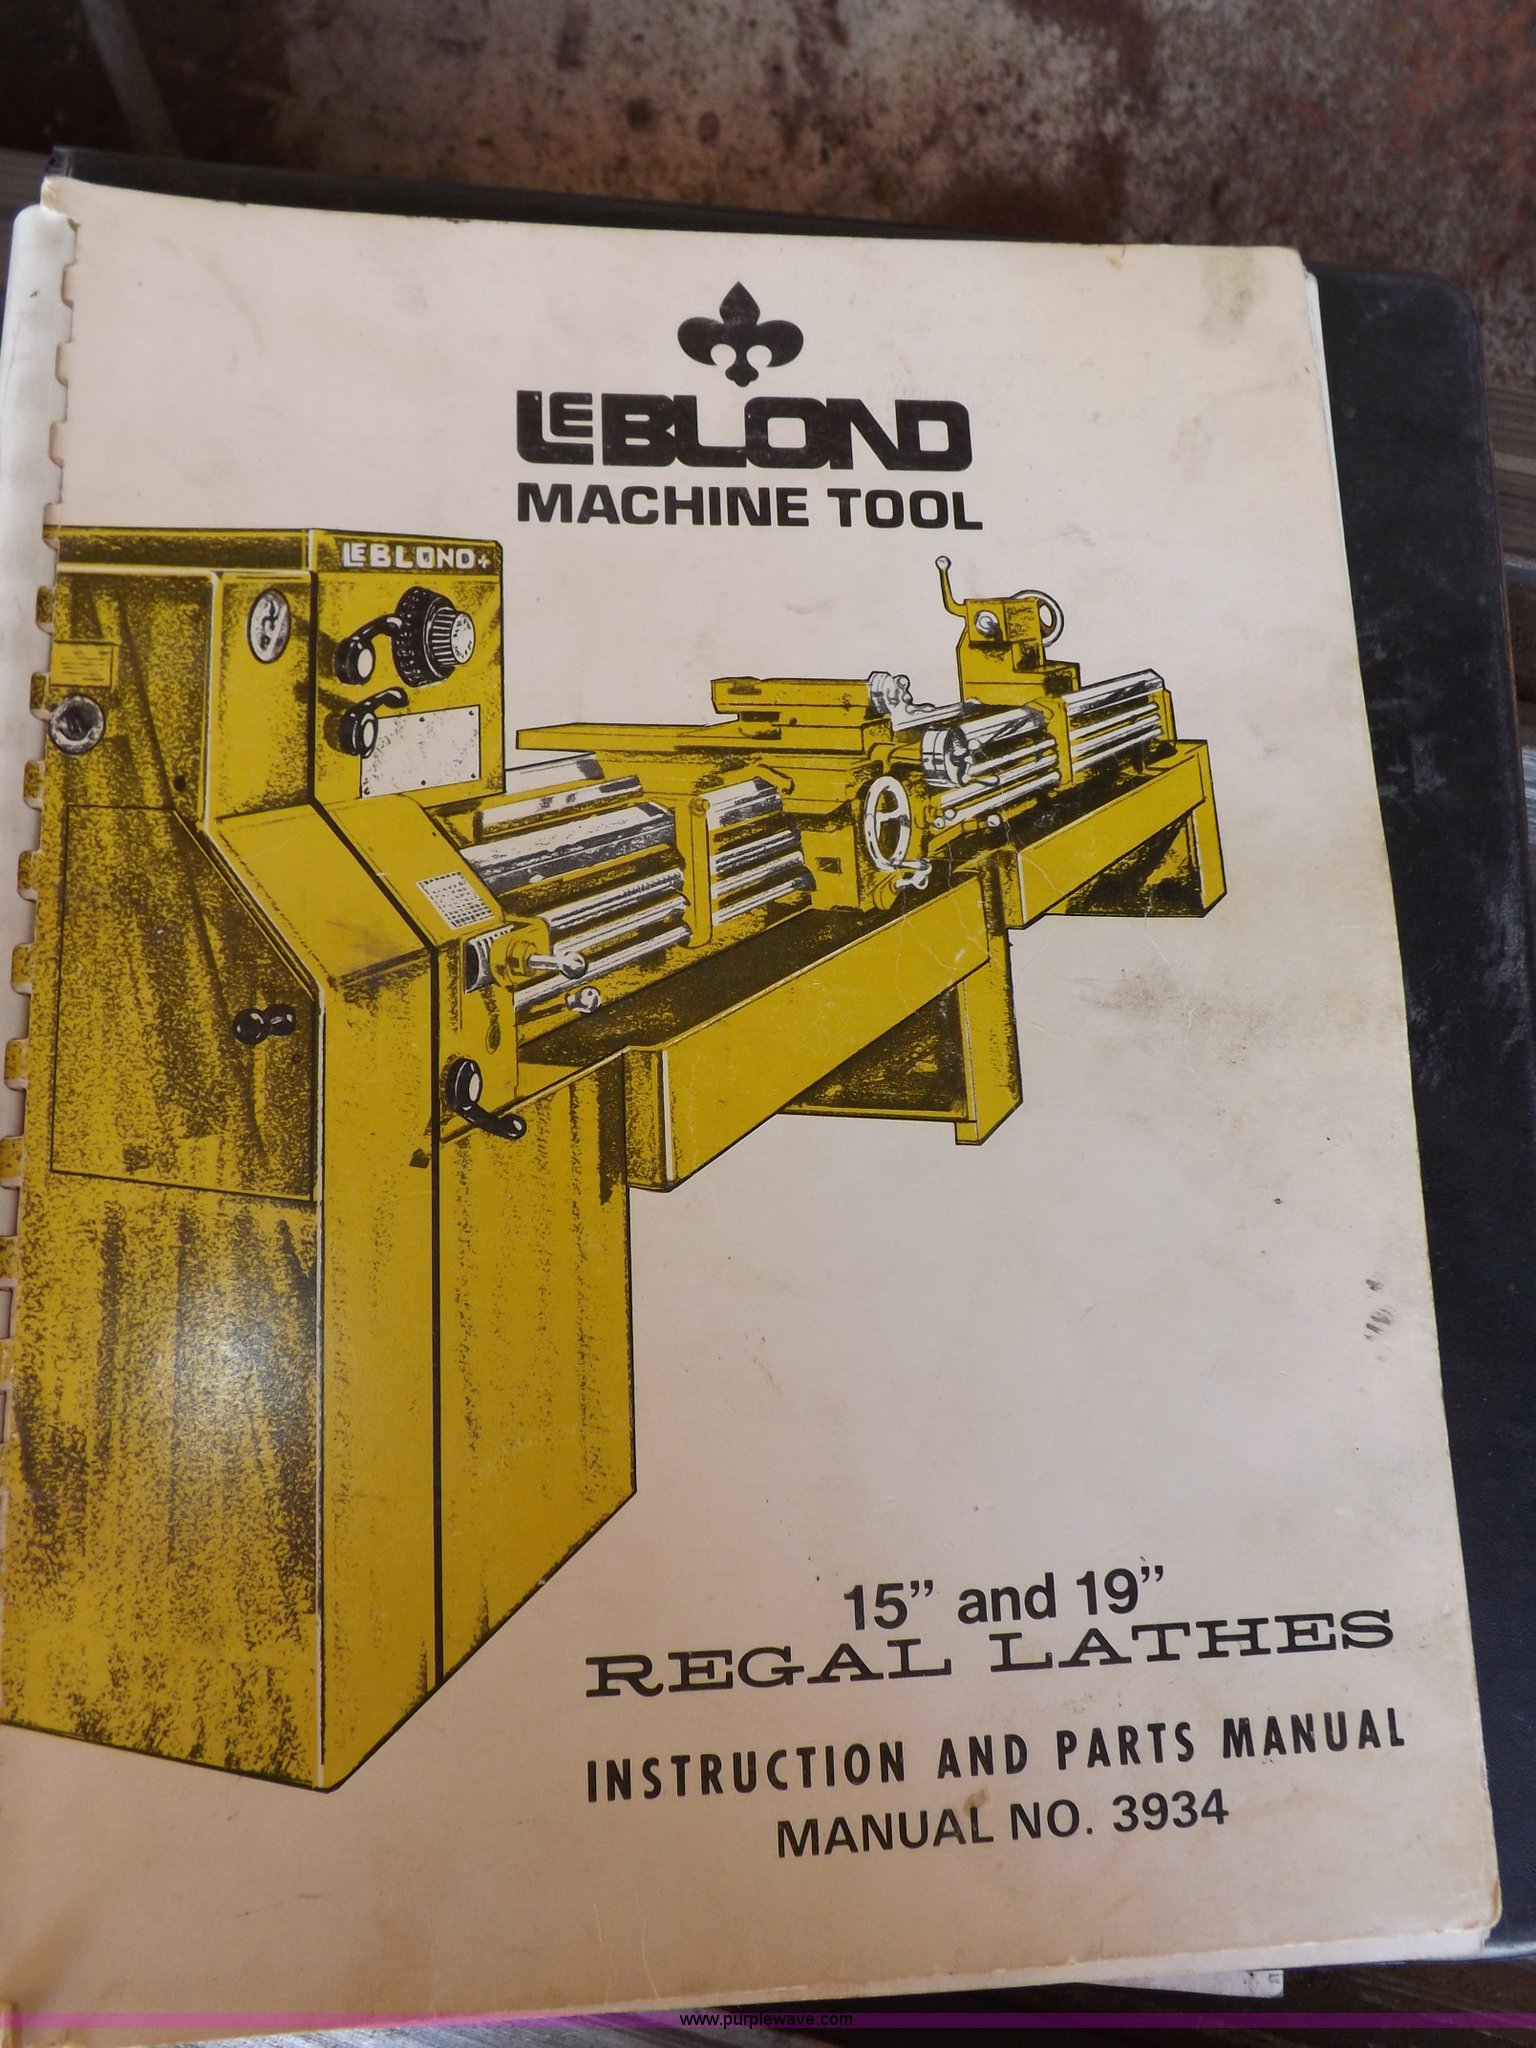 LEBLOND
MACHINE TOOL
LEBLOND+
15” and 19”
REGAL LATHES
INSTRUCTION AND PARTS MANUAL
MANUAL NO. 3934
www.purplewave.com